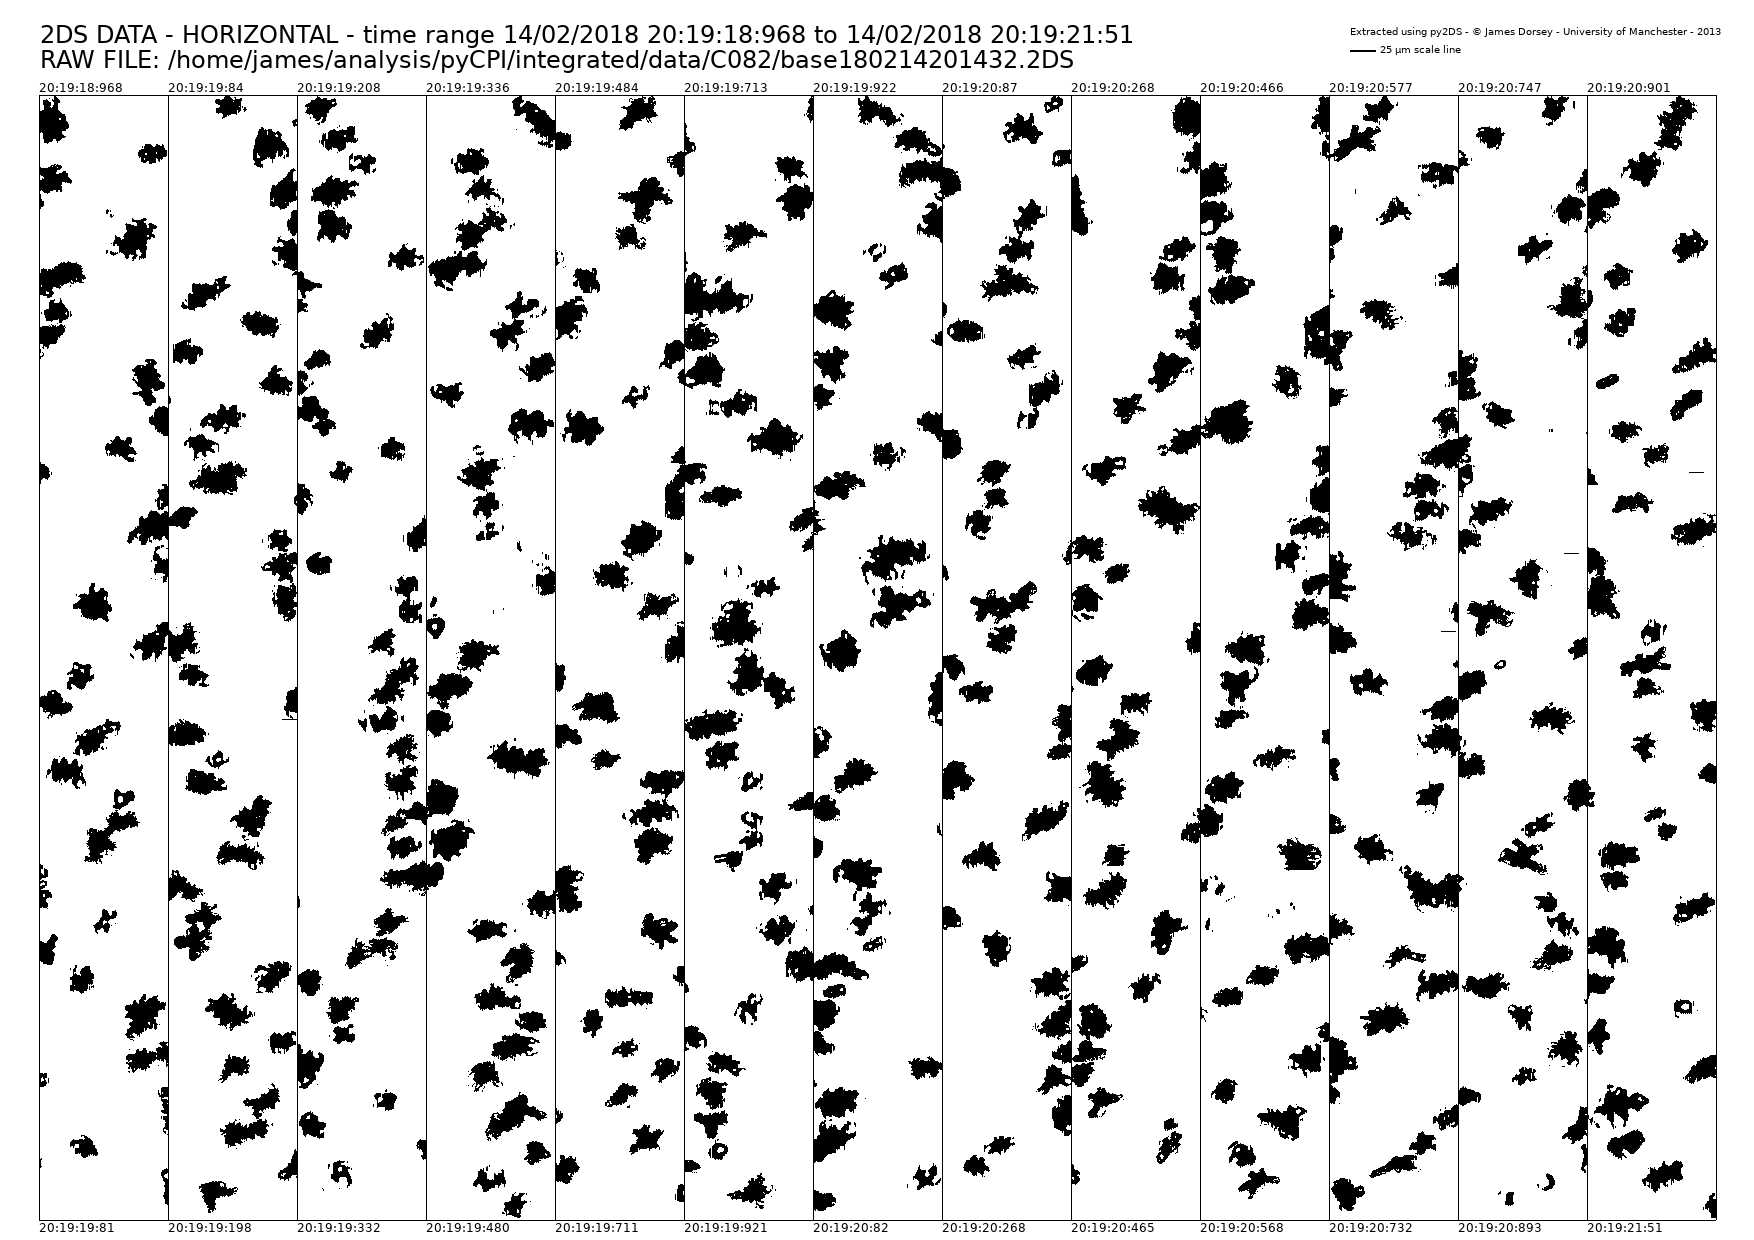 2DS DATA - HORIZONTAL - time range 14/02/2018 20:19:18:968 to 14/02/2018 20:19:21:51
RAW FILE: /home/james/analysis/pyCPI/integrated/data/C082/base180214201432.2DS
Extracted using py2DS - © James Dorsey - University of Manchester - 2013
25 µm scale line
20:19:18:968 20:19:19:84 20:19:19:208 20:19:19:336 20:19:19:484 20:19:19:713 20:19:19:922 20:19:20:87 20:19:20:268 20:19:20:466 20:19:20:577 20:19:20:747 20:19:20:901
20:19:19:81 20:19:19:198 20:19:19:332 20:19:19:480 20:19:19:711 20:19:19:921 20:19:20:82 20:19:20:268 20:19:20:465 20:19:20:568 20:19:20:732 20:19:20:893 20:19:21:51